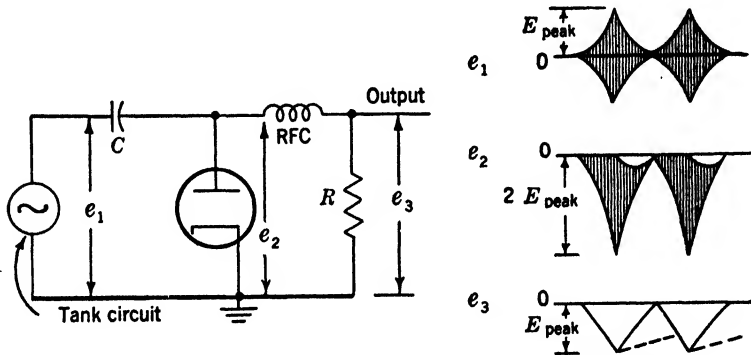 Output
C
RFC
e₁
e₂
R
e₃
Tank circuit
E peak
e₁ 0
e₂ 0
2 E peak
e₃ 0
E peak